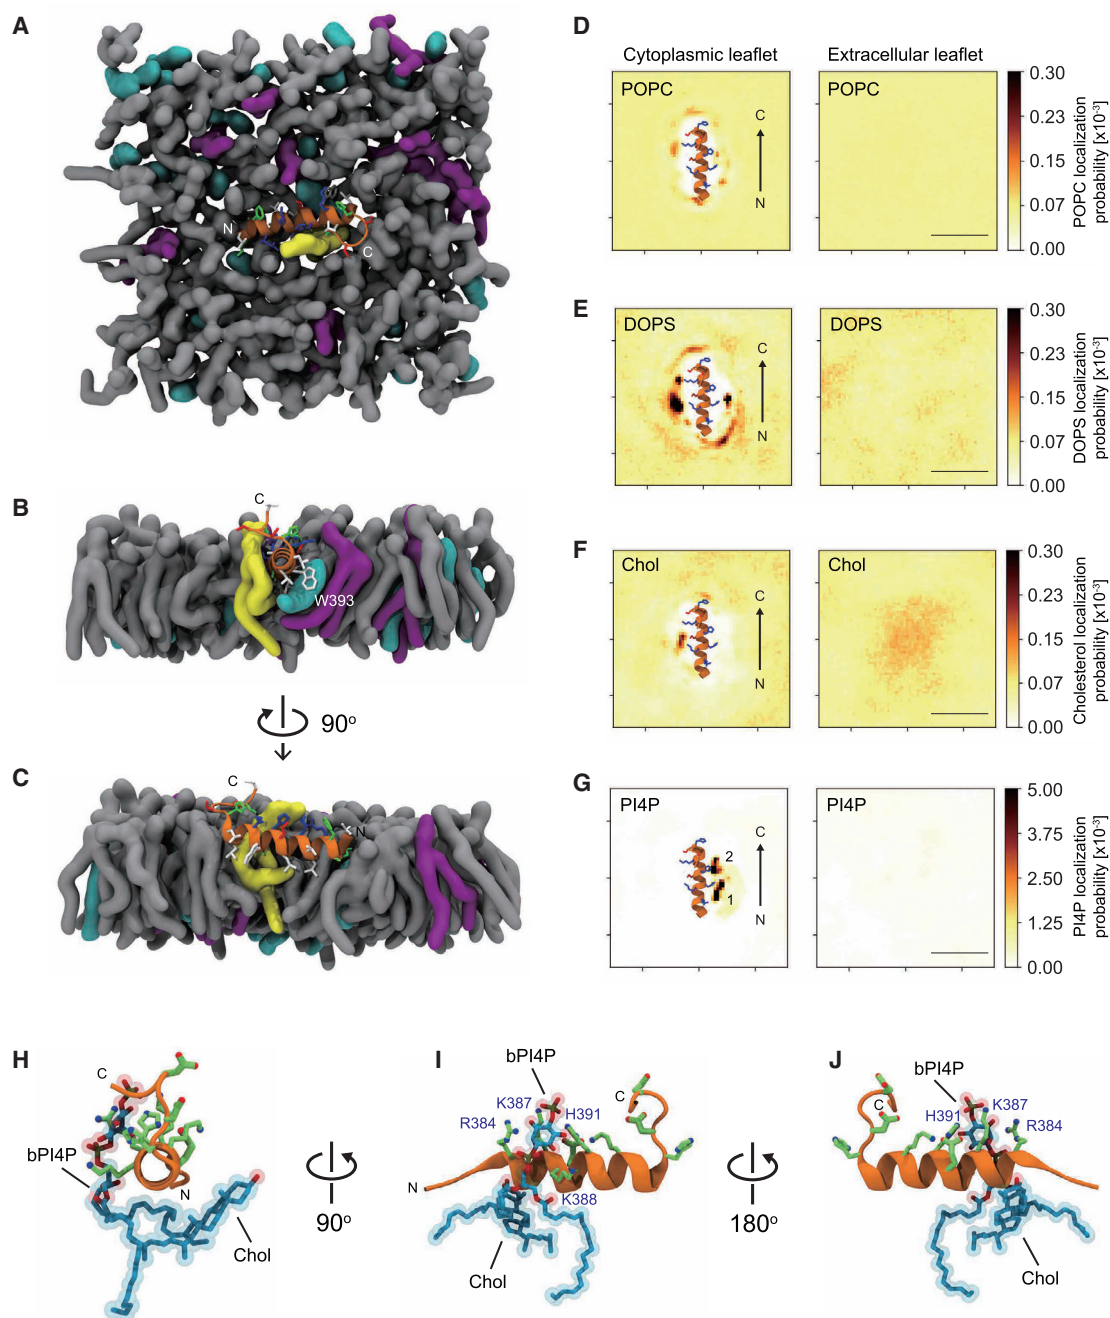 A
N
C
B
C
W393
90°
C
C
N
D
Cytoplasmic leaflet
Extracellular leaflet
POPC
C
N
POPC
0.30
0.23
0.15
0.07
0.00
POPC localization
probability [x10-3]
E
DOPS
C
N
DOPS
0.30
0.23
0.15
0.07
0.00
DOPS localization
probability [x10-3]
F
Chol
C
N
Chol
0.30
0.23
0.15
0.07
0.00
Cholesterol localization
probability [x10-3]
G
PI4P
2
1
C
N
PI4P
5.00
3.75
2.50
1.25
0.00
PI4P localization
probability [x10-3]
H
C
bPI4P
N
Chol
90°
I
bPI4P
C
K387
R384
H391
N
K388
Chol
180°
J
bPI4P
C
K387
H391
R384
Chol